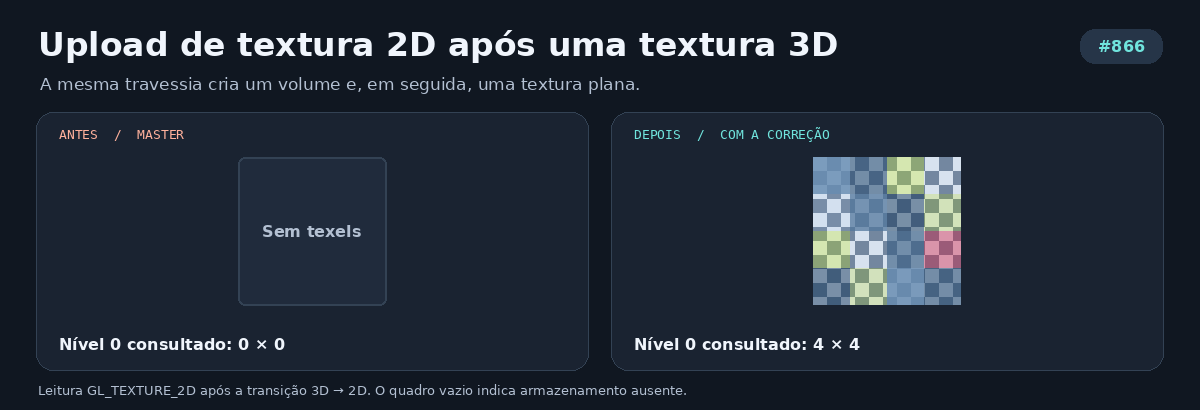 Upload de textura 2D após uma textura 3D
#866
A mesma travessia cria um volume e, em seguida, uma textura plana.
ANTES / MASTER
Sem texels
Nível 0 consultado: 0 × 0
DEPOIS / COM A CORREÇÃO
Nível 0 consultado: 4 × 4
Leitura GL_TEXTURE_2D após a transição 3D → 2D. O quadro vazio indica armazenamento ausente.